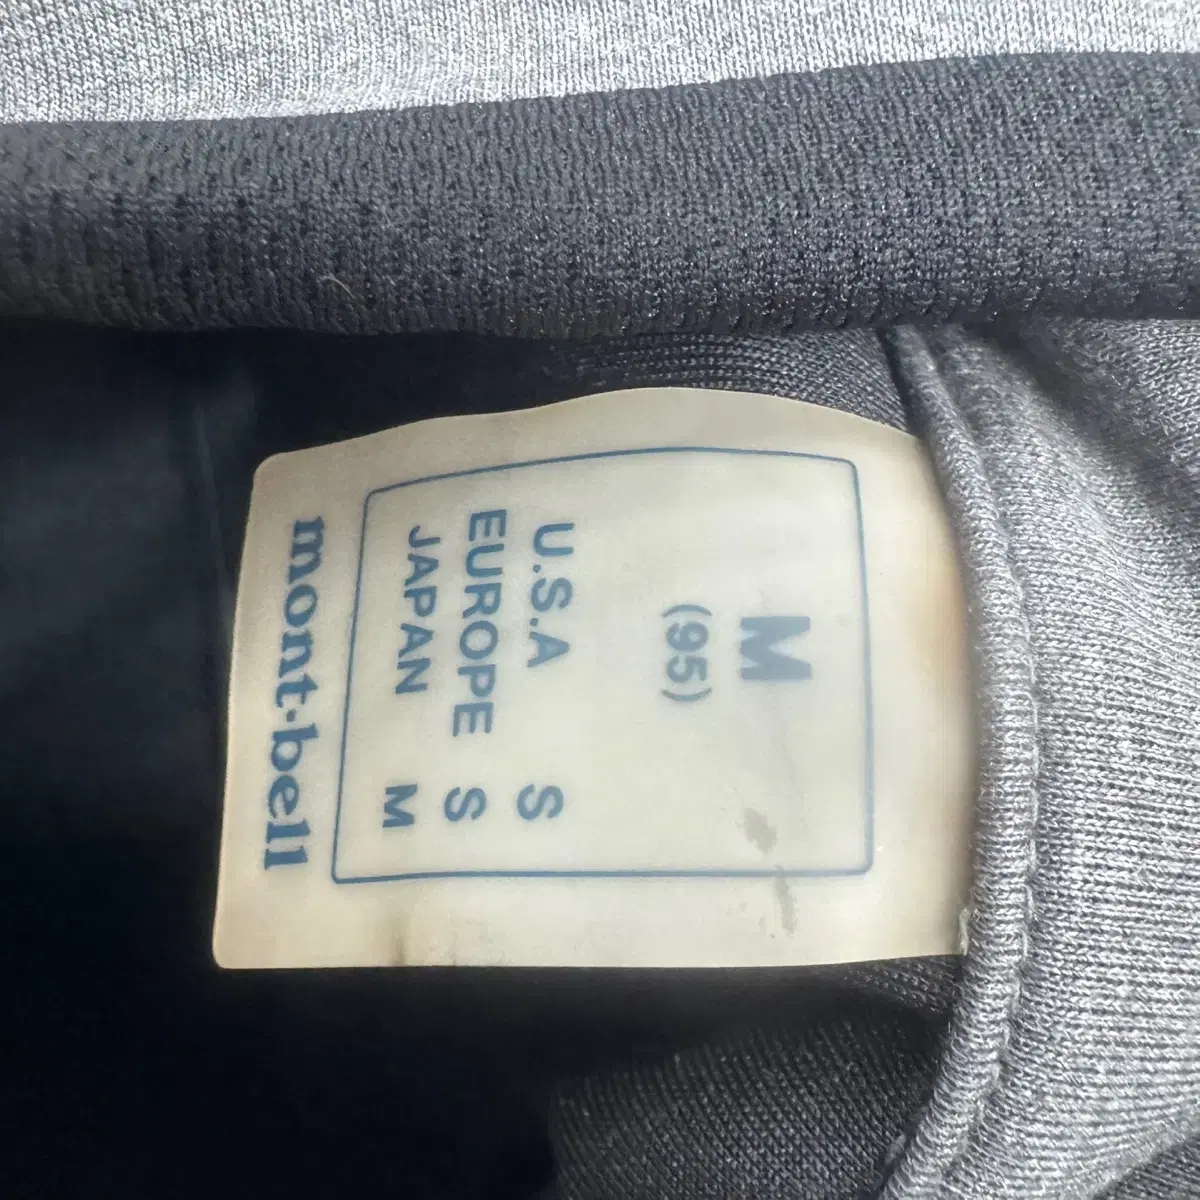 M
(95)
U.S.A S
EUROPE S
JAPAN M
mont-bell